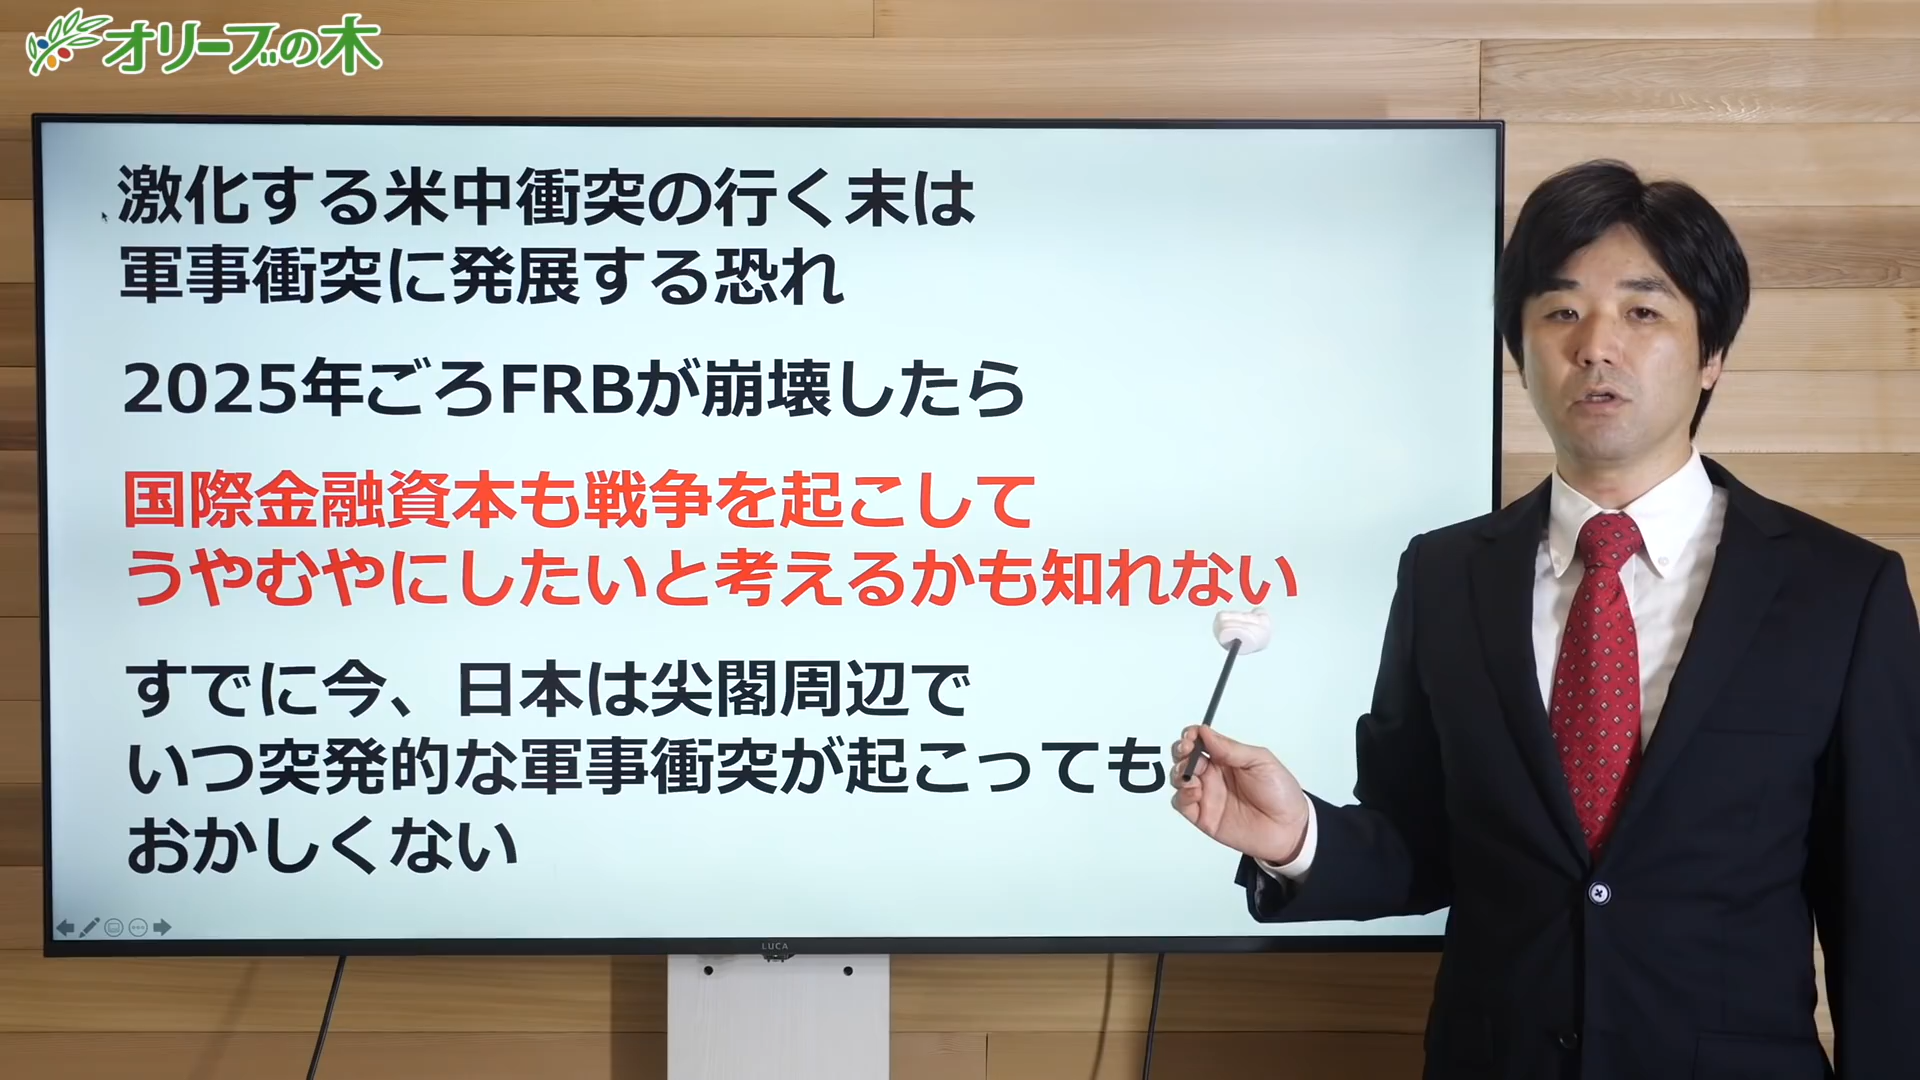 オリーブの木
激化する米中衝突の行く末は
軍事衝突に発展する恐れ
2025年ごろFRBが崩壊したら
国際金融資本も戦争を起こして
うやむやにしたいと考えるかも知れない
すでに今、日本は尖閣周辺で
いつ突発的な軍事衝突が起こっても
おかしくない
LUCA